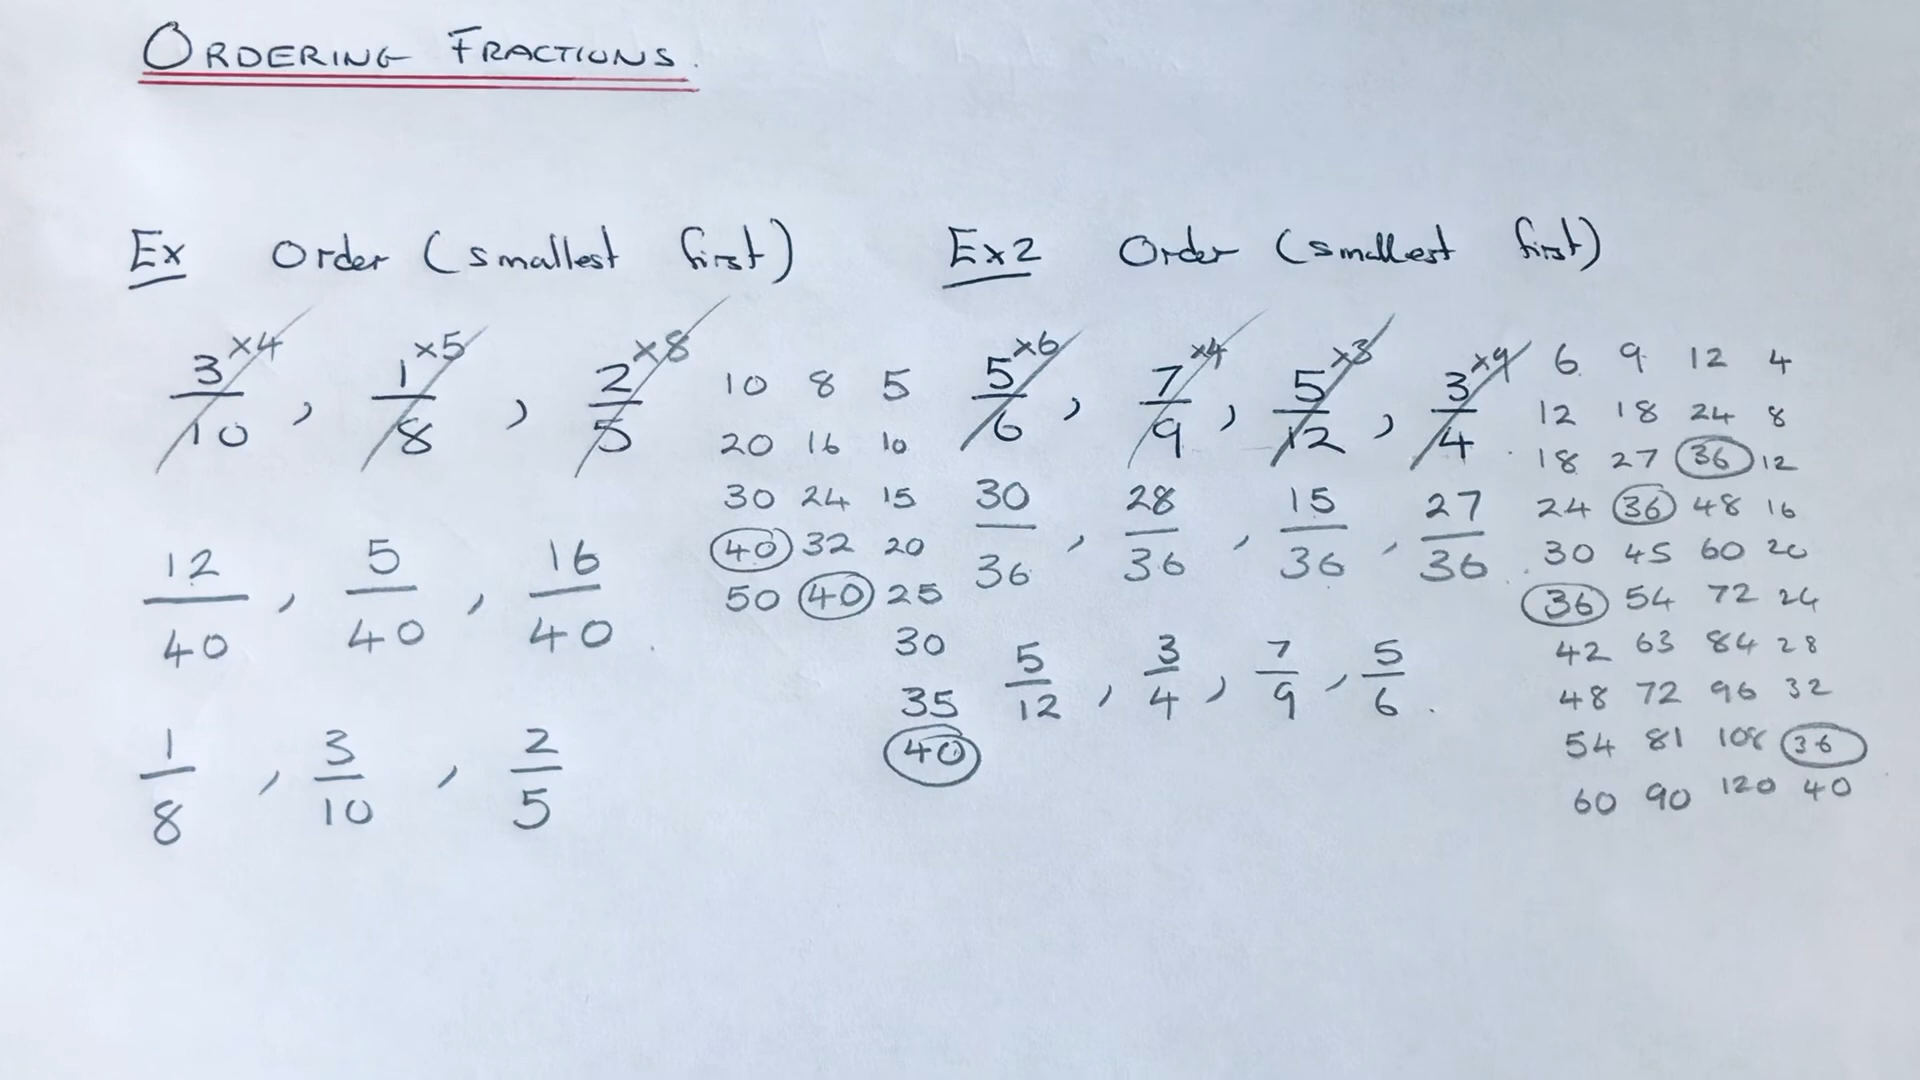 ORDERING FRACTIONS.
Ex Order (smallest first)
3/10 ×4 , 1/8 ×5 , 2/5 ×8
12/40 , 5/40 , 16/40 .
1/8 , 3/10 , 2/5
10 8 5
20 16 10
30 24 15
40 32 20
50 40 25
30
35
40
Ex2 Order (smallest first)
5/6 ×6 , 7/9 ×4 , 5/12 ×3 , 3/4 ×9 .
30/36 , 28/36 , 15/36 , 27/36 .
5/12 , 3/4 , 7/9 , 5/6 .
6 9 12 4
12 18 24 8
18 27 36 12
24 36 48 16
30 45 60 20
36 54 72 24
42 63 84 28
48 72 96 32
54 81 108 36
60 90 120 40